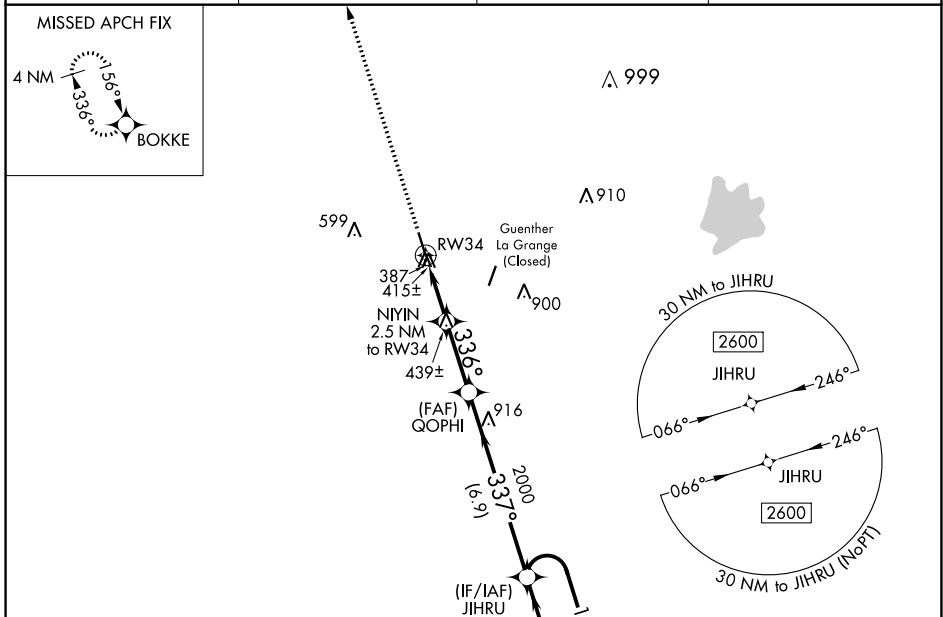 MISSED APCH FIX
4 NM
156°
336°
BOKKE
999
910
599
RW34
Guenther
La Grange
(Closed)
387
415±
900
NIYIN
2.5 NM
to RW34
439±
336°
(FAF)
QOPHI
916
2000
337°
(6.9)
(IF/IAF)
JIHRU
30 NM to JIHRU
2600
JIHRU
246°
066°
246°
066°
JIHRU
2600
30 NM to JIHRU (NoPT)